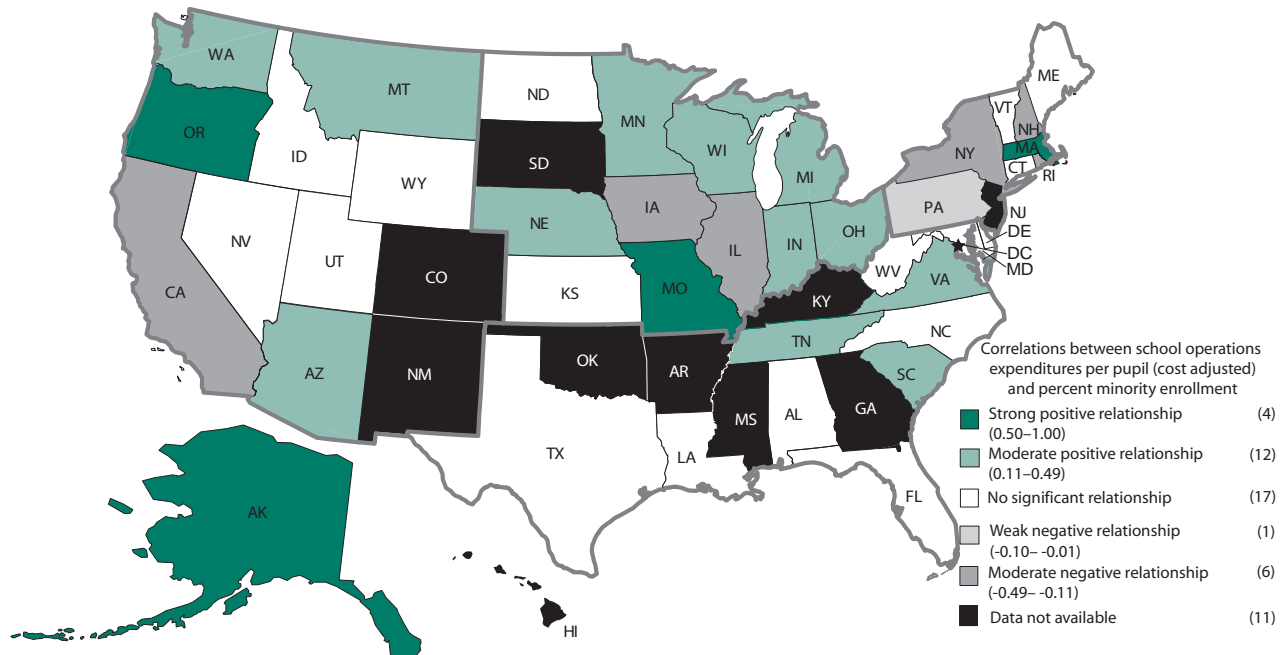 WA
MT
ND
MN
ME
VT
NH
OR
ID
SD
WI
MI
NY
MA
CT
RI
WY
IA
PA
NJ
DE
DC
MD
NE
NV
UT
IL
IN
OH
CO
WV
VA
CA
KS
MO
KY
NC
TN
AZ
NM
OK
AR
SC
MS
AL
GA
TX
LA
FL
AK
HI
Correlations between school operations
expenditures per pupil (cost adjusted)
and percent minority enrollment
Strong positive relationship (4)
(0.50–1.00)
Moderate positive relationship (12)
(0.11–0.49)
No significant relationship (17)
Weak negative relationship (1)
(-0.10– -0.01)
Moderate negative relationship (6)
(-0.49– -0.11)
Data not available (11)